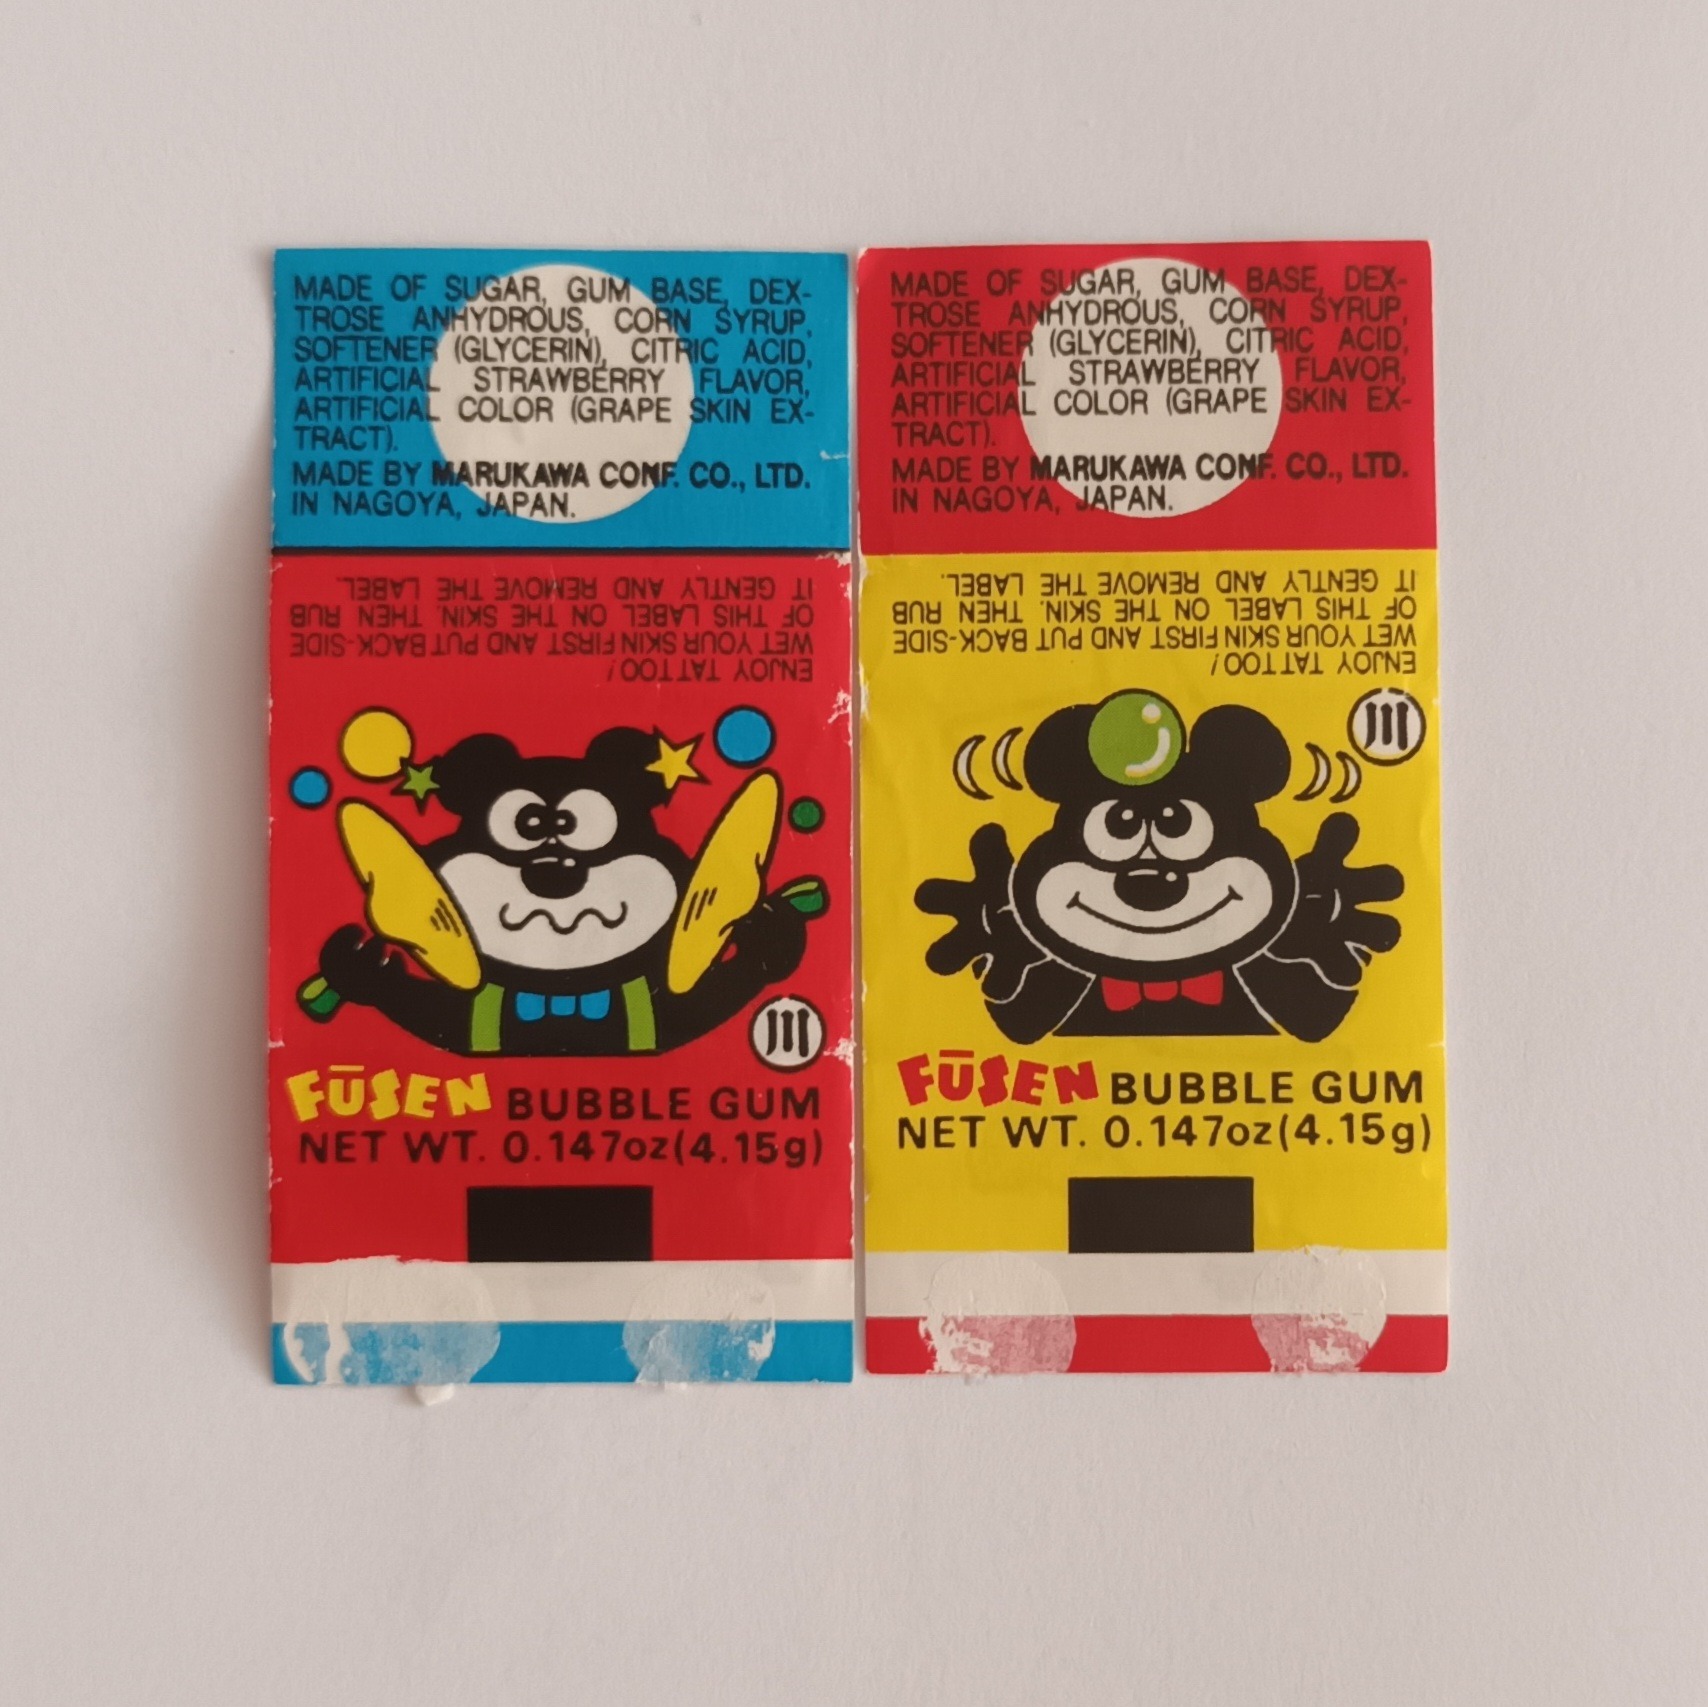 MADE OF SUGAR, GUM BASE, DEX-
TROSE ANHYDROUS, CORN SYRUP,
SOFTENER (GLYCERIN), CITRIC ACID,
ARTIFICIAL STRAWBERRY FLAVOR,
ARTIFICIAL COLOR (GRAPE SKIN EX-
TRACT).
MADE BY MARUKAWA CONF. CO., LTD.
IN NAGOYA, JAPAN.
ENJOY TATTOO!
WET YOUR SKIN FIRST AND PUT BACK-SIDE
OF THIS LABEL ON THE SKIN. THEN RUB
IT GENTLY AND REMOVE THE LABEL.
川
FŪSEN BUBBLE GUM
NET WT. 0.147oz(4.15g)
MADE OF SUGAR, GUM BASE, DEX-
TROSE ANHYDROUS, CORN SYRUP,
SOFTENER (GLYCERIN), CITRIC ACID,
ARTIFICIAL STRAWBERRY FLAVOR,
ARTIFICIAL COLOR (GRAPE SKIN EX-
TRACT).
MADE BY MARUKAWA CONF. CO., LTD.
IN NAGOYA, JAPAN.
ENJOY TATTOO!
WET YOUR SKIN FIRST AND PUT BACK-SIDE
OF THIS LABEL ON THE SKIN. THEN RUB
IT GENTLY AND REMOVE THE LABEL.
川
FŪSEN BUBBLE GUM
NET WT. 0.147oz(4.15g)